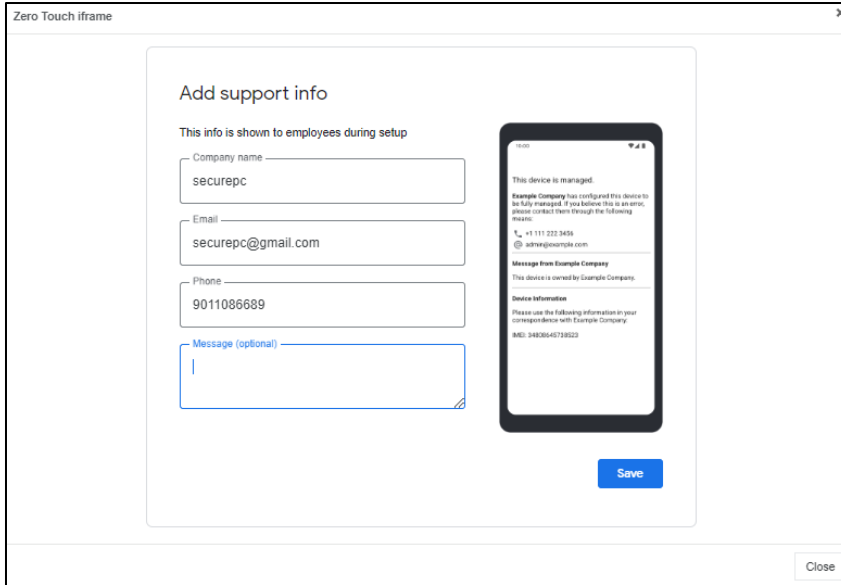 Zero Touch iframe
Add support info
This info is shown to employees during setup
Company name
securepc
Email
securepc@gmail.com
Phone
9011086689
Message (optional)
10:00
This device is managed.
Example Company has configured this device to
be fully managed. If you believe this is an error,
please contact them through the following
means:
+1 111 222 3456
admin@example.com
Message from Example Company
This device is owned by Example Company.
Device Information
Please use the following information in your
correspondence with Example Company:
IMEI:
Save
Close